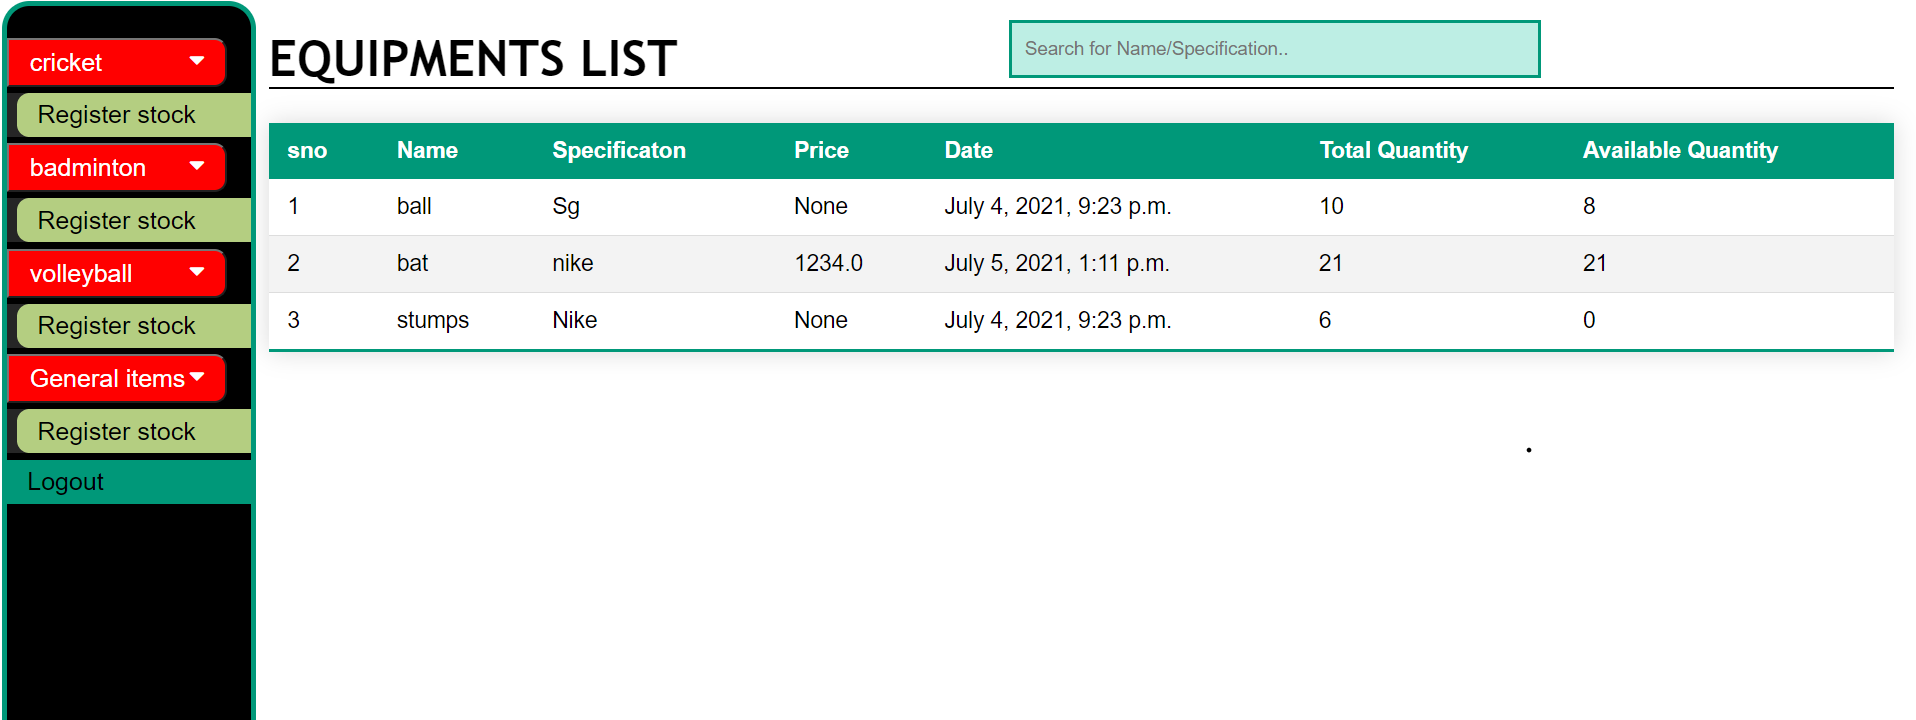 cricket
Register stock
badminton
Register stock
volleyball
Register stock
General items
Register stock
Logout
EQUIPMENTS LIST
Search for Name/Specification..
sno Name Specificaton Price Date Total Quantity Available Quantity
1 ball Sg None July 4, 2021, 9:23 p.m. 10 8
2 bat nike 1234.0 July 5, 2021, 1:11 p.m. 21 21
3 stumps Nike None July 4, 2021, 9:23 p.m. 6 0